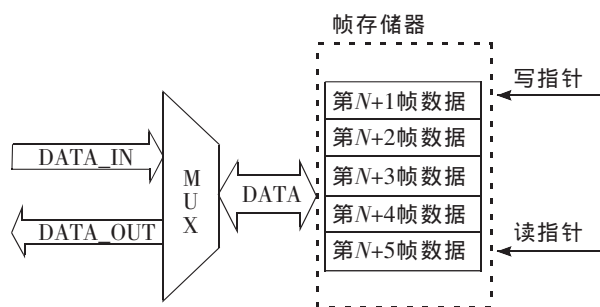 帧存储器
写指针
第N+1帧数据
第N+2帧数据
第N+3帧数据
第N+4帧数据
第N+5帧数据
读指针
DATA_IN
DATA_OUT
M
U
X
DATA